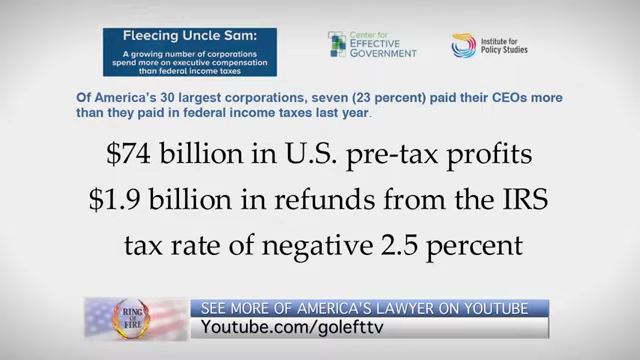 Fleecing Uncle Sam:
A growing number of corporations
spend more on executive compensation
than federal income taxes
Center for
EFFECTIVE
GOVERNMENT
Institute for
Policy Studies
Of America's 30 largest corporations, seven (23 percent) paid their CEOs more
than they paid in federal income taxes last year.
$74 billion in U.S. pre-tax profits
$1.9 billion in refunds from the IRS
tax rate of negative 2.5 percent
RING
OF
FIRE
SEE MORE OF AMERICA'S LAWYER ON YOUTUBE
Youtube.com/golefttv